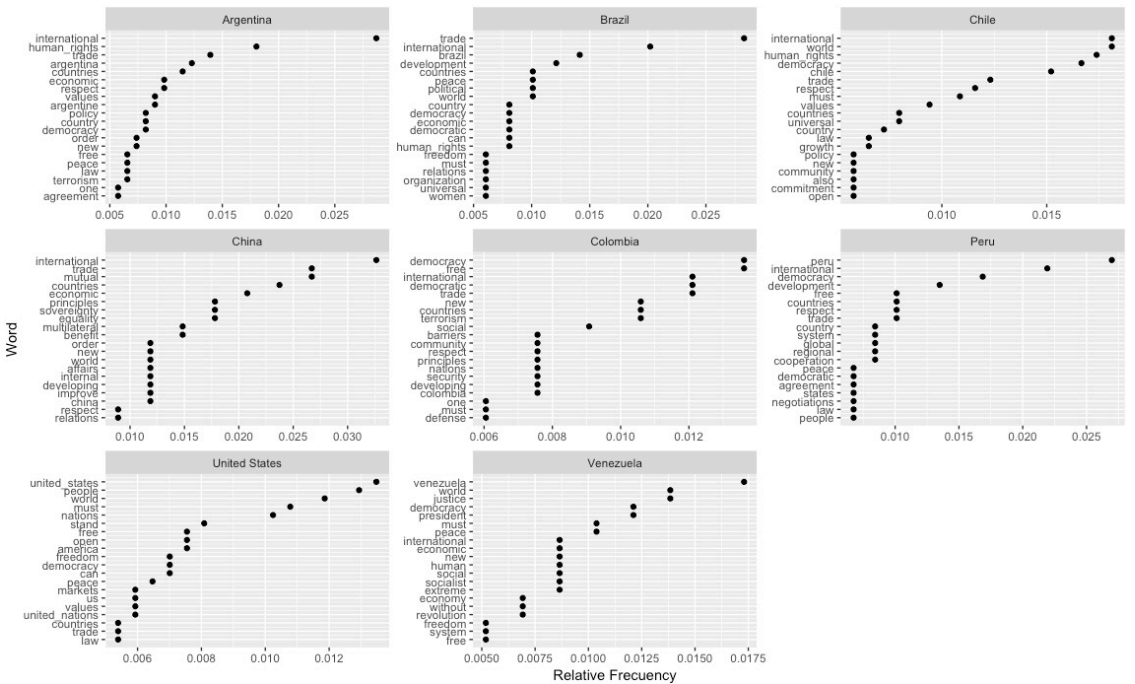 Argentina
international
human_rights
trade
argentina
countries
economic
respect
values
argentine
policy
country
democracy
order
new
free
peace
law
terrorism
one
agreement
0.005 0.010 0.015 0.020 0.025
Brazil
trade
international
brazil
development
countries
peace
political
world
country
democracy
economic
democratic
can
human_rights
freedom
must
relations
organization
universal
women
0.005 0.010 0.015 0.020 0.025
Chile
international
world
human_rights
democracy
chile
trade
respect
must
values
countries
universal
country
law
growth
policy
new
community
also
commitment
open
0.010 0.015
China
international
trade
mutual
countries
economic
principles
sovereignty
equality
multilateral
benefit
order
new
world
affairs
internal
developing
improve
china
respect
relations
0.010 0.015 0.020 0.025 0.030
Colombia
democracy
free
international
democratic
trade
new
countries
terrorism
social
barriers
community
respect
principles
nations
security
developing
colombia
one
must
defense
0.006 0.008 0.010 0.012
Peru
peru
international
democracy
development
free
countries
respect
trade
country
system
global
regional
cooperation
peace
democratic
agreement
states
negotiations
law
people
0.010 0.015 0.020 0.025
United States
united_states
people
world
must
nations
stand
free
open
america
freedom
democracy
can
peace
markets
us
values
united_nations
countries
trade
law
0.006 0.008 0.010 0.012
Venezuela
venezuela
world
justice
democracy
president
must
peace
international
economic
new
human
social
socialist
extreme
economy
without
revolution
freedom
system
free
0.0050 0.0075 0.0100 0.0125 0.0150 0.0175
Word
Relative Frecuency